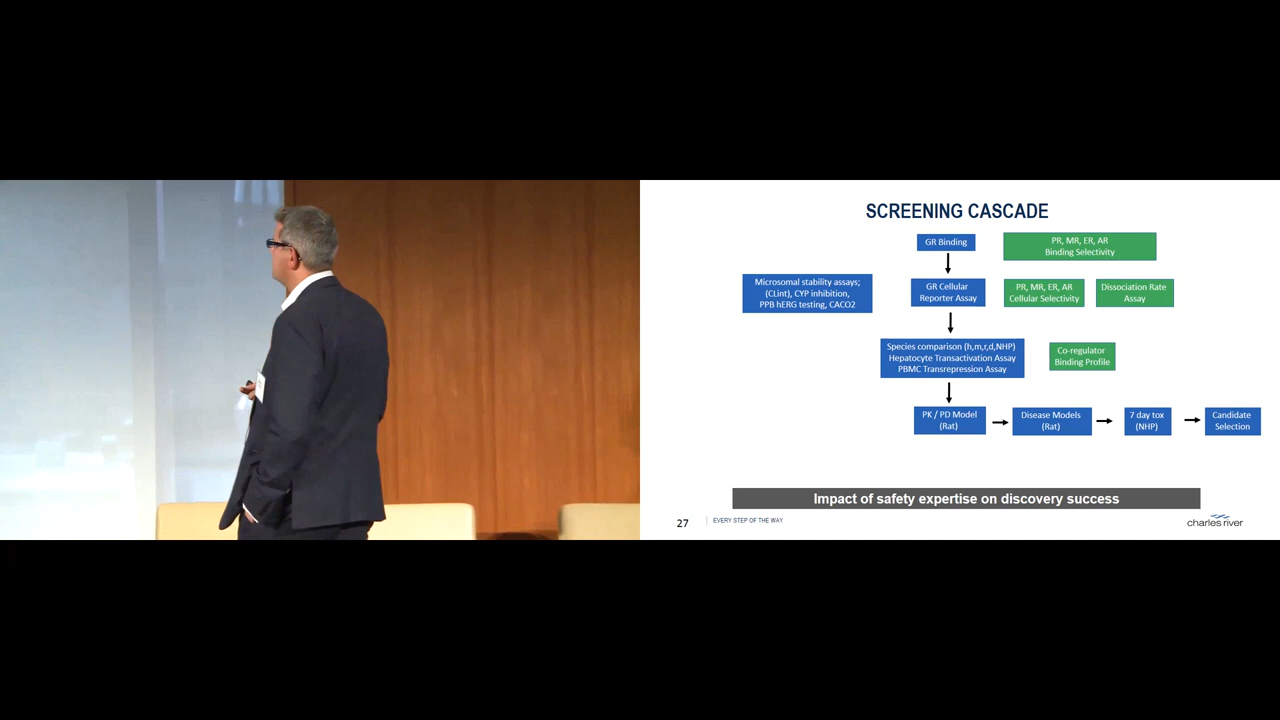 SCREENING CASCADE
GR Binding
PR, MR, ER, AR
Binding Selectivity
Microsomal stability assays;
(CLint), CYP inhibition,
PPB hERG testing, CACO2
GR Cellular
Reporter Assay
PR, MR, ER, AR
Cellular Selectivity
Dissociation Rate
Assay
Species comparison (h,m,r,d,NHP)
Hepatocyte Transactivation Assay
PBMC Transrepression Assay
Co-regulator
Binding Profile
PK / PD Model
(Rat)
Disease Models
(Rat)
7 day tox
(NHP)
Candidate
Selection
Impact of safety expertise on discovery success
27
EVERY STEP OF THE WAY
charles river